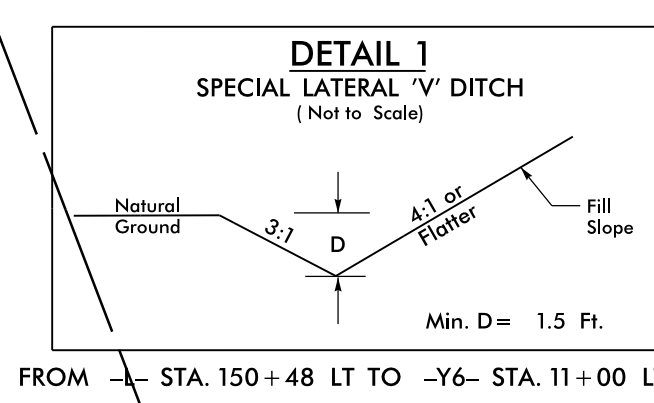 DETAIL 1
SPECIAL LATERAL 'V' DITCH
( Not to Scale)
Natural
Ground
3:1
D
4:1 or
Flatter
Fill
Slope
Min. D= 1.5 Ft.
FROM -L- STA. 150+48 LT TO -Y6- STA. 11+00